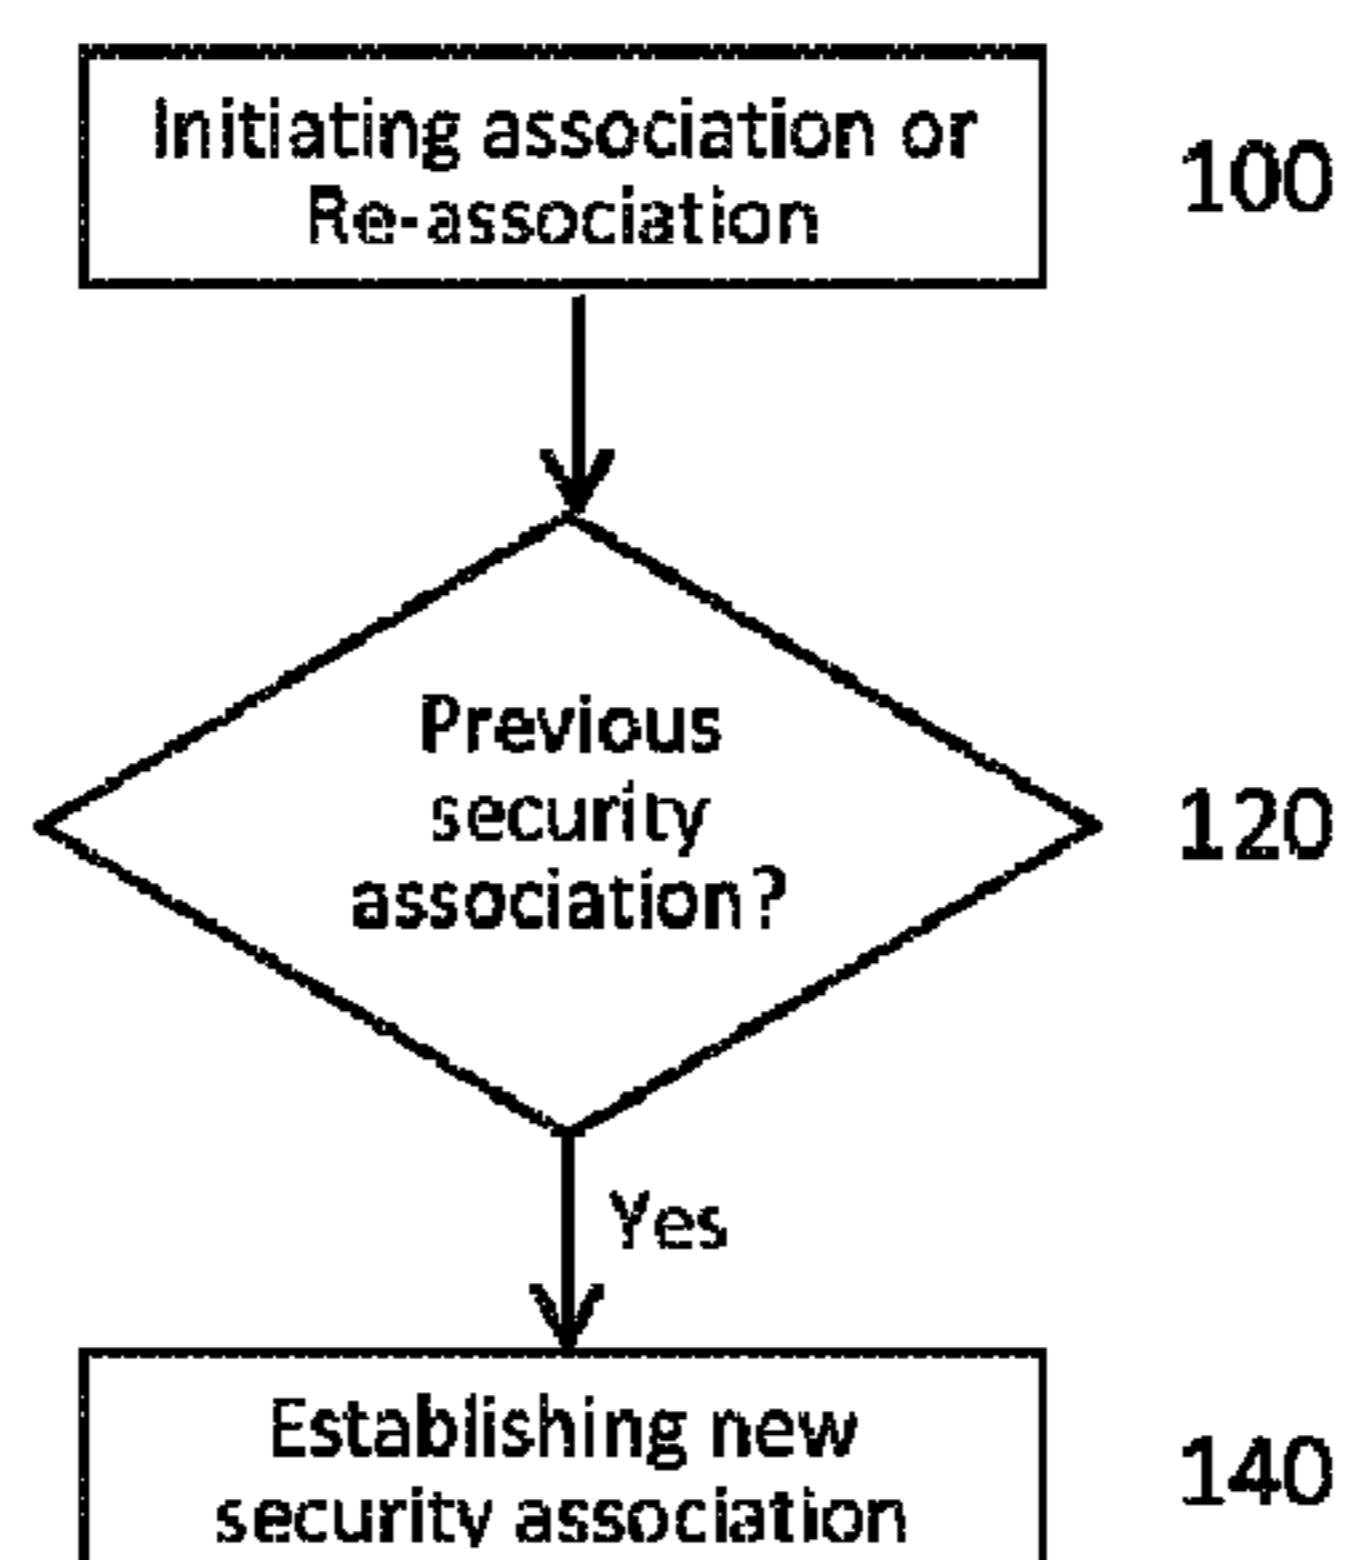 Initiating association or
Re-association
100
Previous
security
association?
120
Yes
Establishing new
security association
140